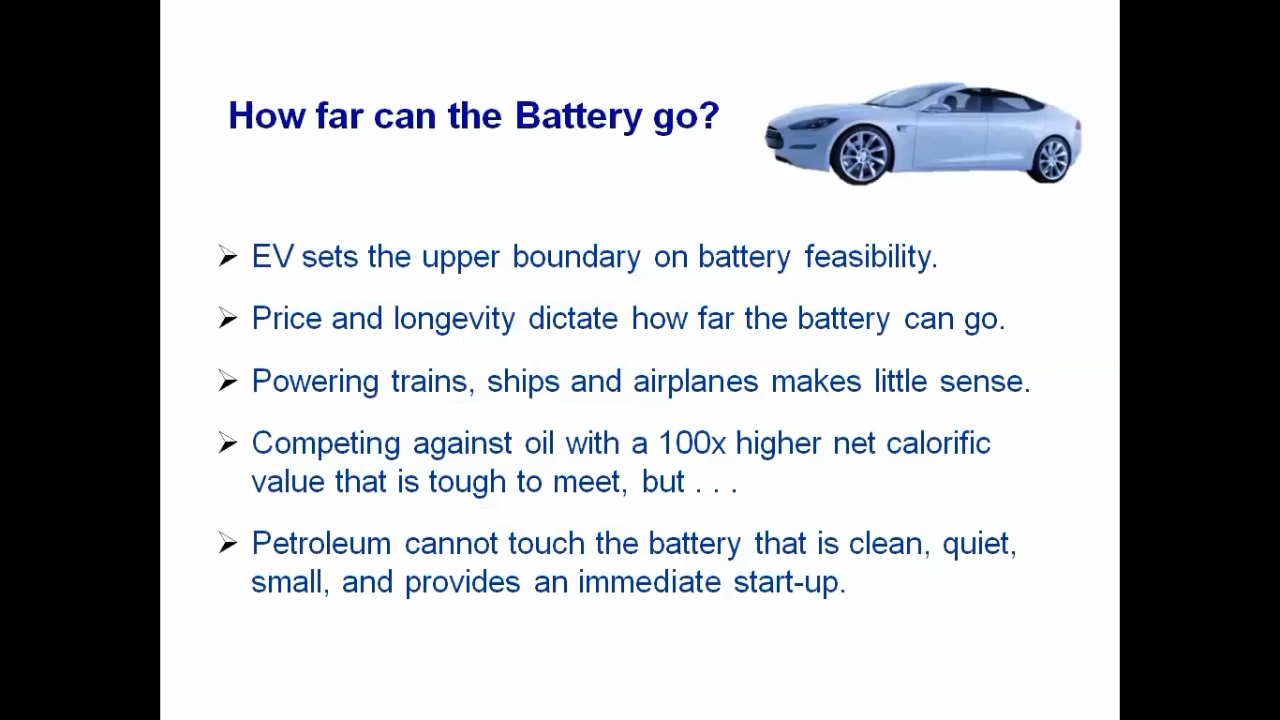 How far can the Battery go?
EV sets the upper boundary on battery feasibility.
Price and longevity dictate how far the battery can go.
Powering trains, ships and airplanes makes little sense.
Competing against oil with a 100x higher net calorific
value that is tough to meet, but . . .
Petroleum cannot touch the battery that is clean, quiet,
small, and provides an immediate start-up.